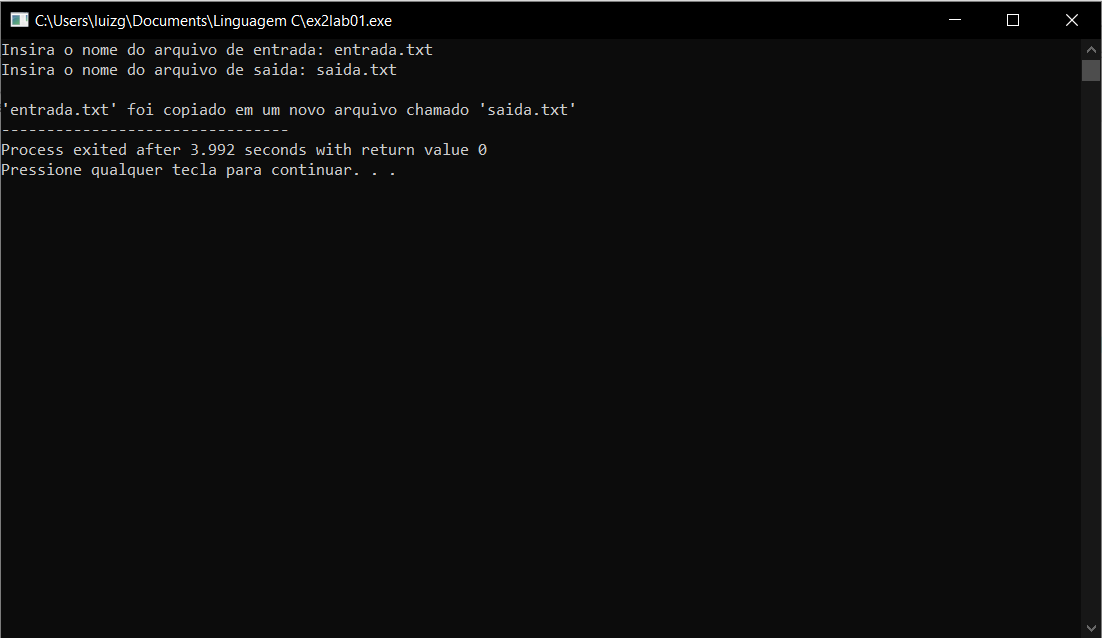 C:\Users\luizg\Documents\Linguagem C\ex2lab01.exe
Insira o nome do arquivo de entrada: entrada.txt
Insira o nome do arquivo de saida: saida.txt
'entrada.txt' foi copiado em um novo arquivo chamado 'saida.txt'
--------------------------------
Process exited after 3.992 seconds with return value 0
Pressione qualquer tecla para continuar. . .